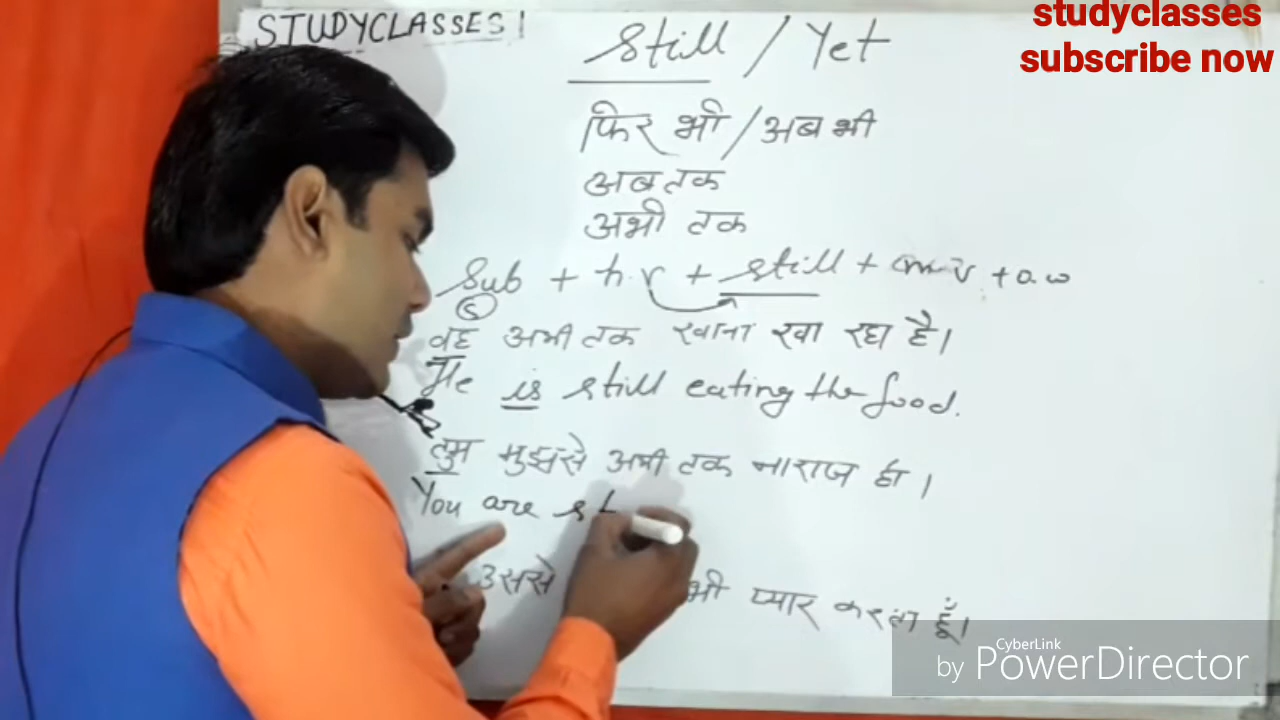 STUDYCLASSES!
studyclasses
subscribe now
Still / Yet
फिर भी / अब भी
अब तक
अभी तक
Sub + h.v + still + m.v + o.w
(s)
वह अभी तक खाना खा रहा है।
He is still eating the food.
तुम मुझसे अभी तक नाराज हो।
You are st
उससे भी प्यार करता हूँ।
CyberLink
by PowerDirector